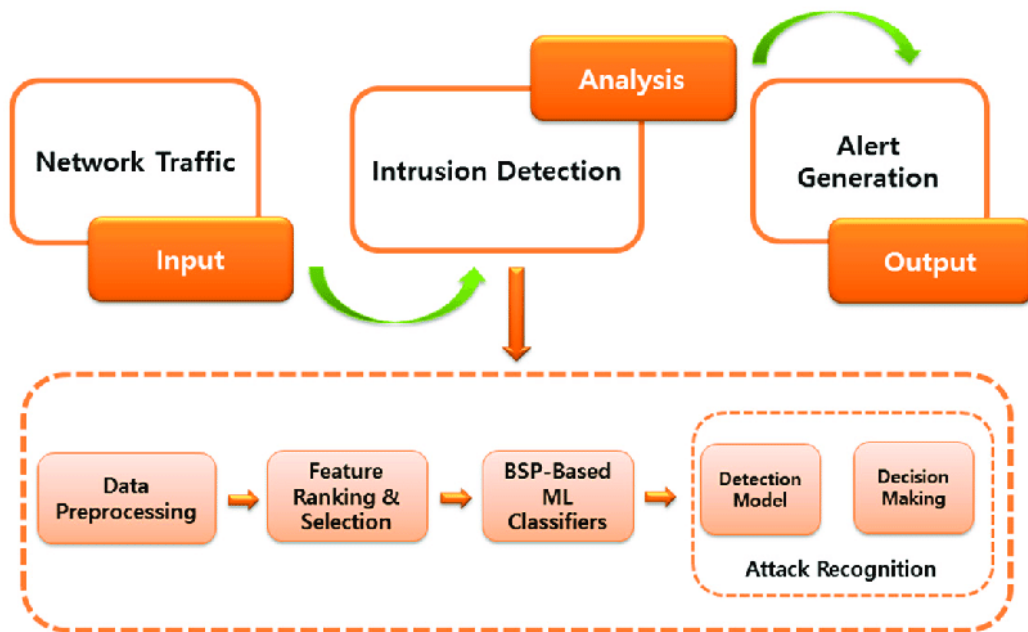 Network Traffic
Input
Analysis
Intrusion Detection
Alert
Generation
Output
Data
Preprocessing
Feature
Ranking &
Selection
BSP-Based
ML
Classifiers
Detection
Model
Decision
Making
Attack Recognition